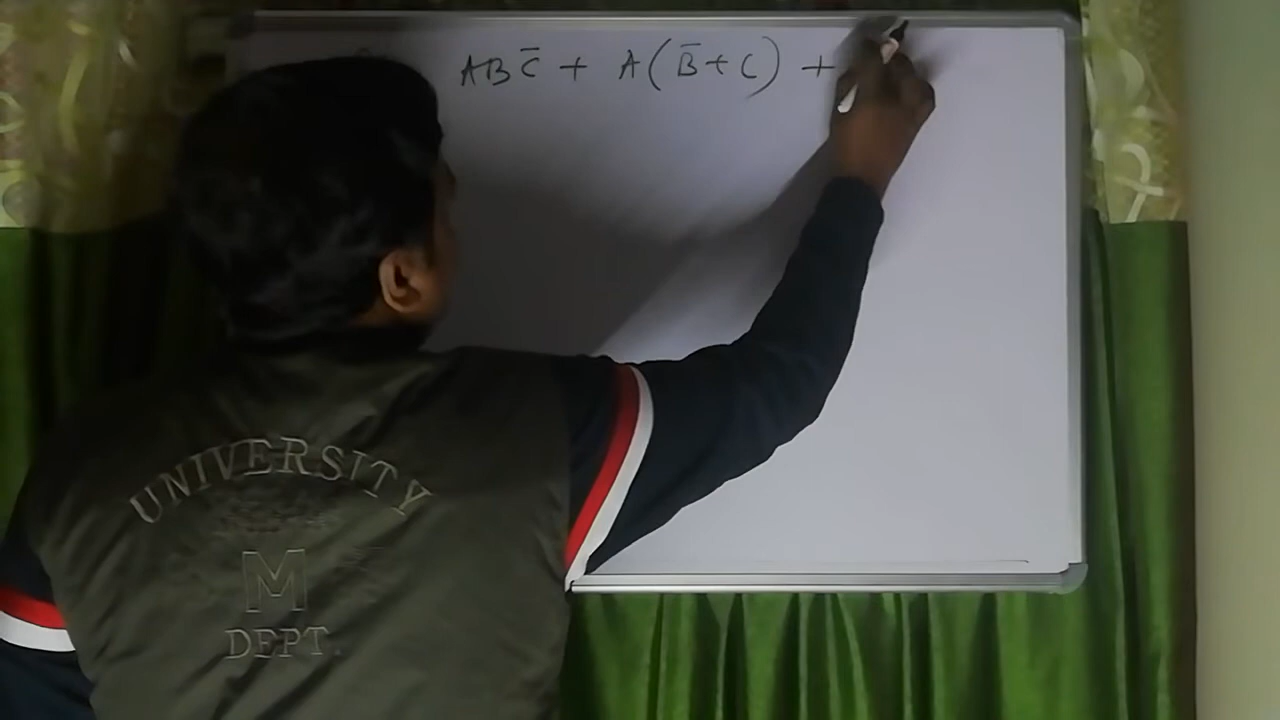 ABC̄ + A(B̄+C) +
UNIVERSITY
M
DEPT.